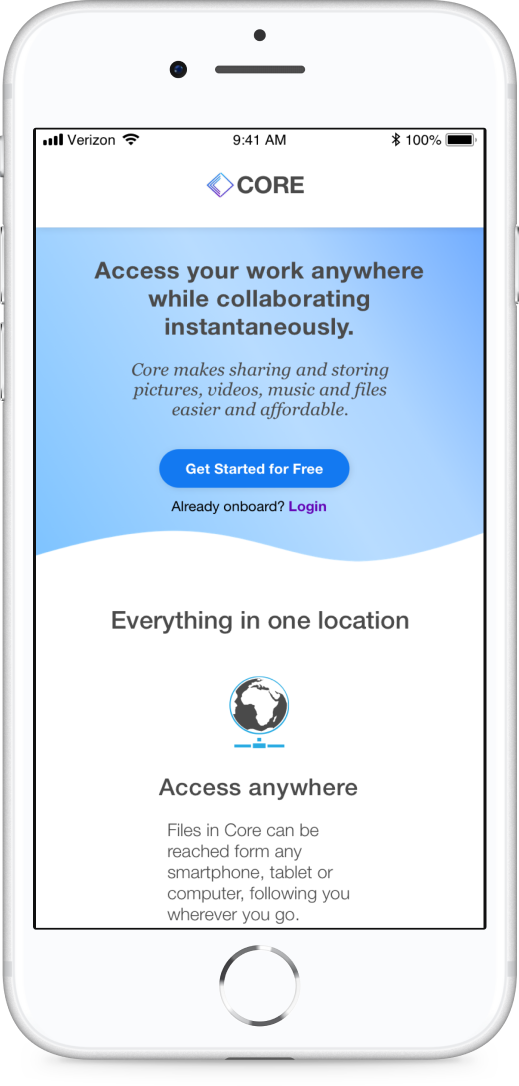 Verizon 9:41 AM 100%
CORE
Access your work anywhere
while collaborating
instantaneously.
Core makes sharing and storing
pictures, videos, music and files
easier and affordable.
Get Started for Free
Already onboard? Login
Everything in one location
Access anywhere
Files in Core can be
reached form any
smartphone, tablet or
computer, following you
wherever you go.